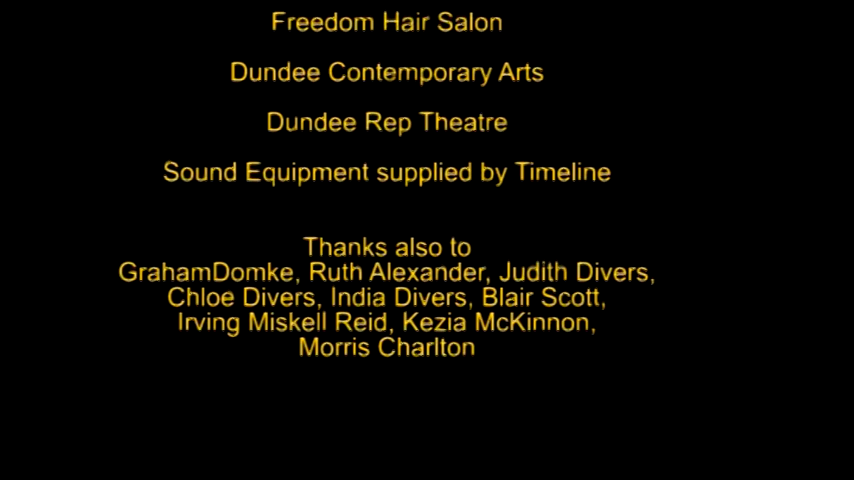 Freedom Hair Salon
Dundee Contemporary Arts
Dundee Rep Theatre
Sound Equipment supplied by Timeline
Thanks also to
GrahamDomke, Ruth Alexander, Judith Divers,
Chloe Divers, India Divers, Blair Scott,
Irving Miskell Reid, Kezia McKinnon,
Morris Charlton